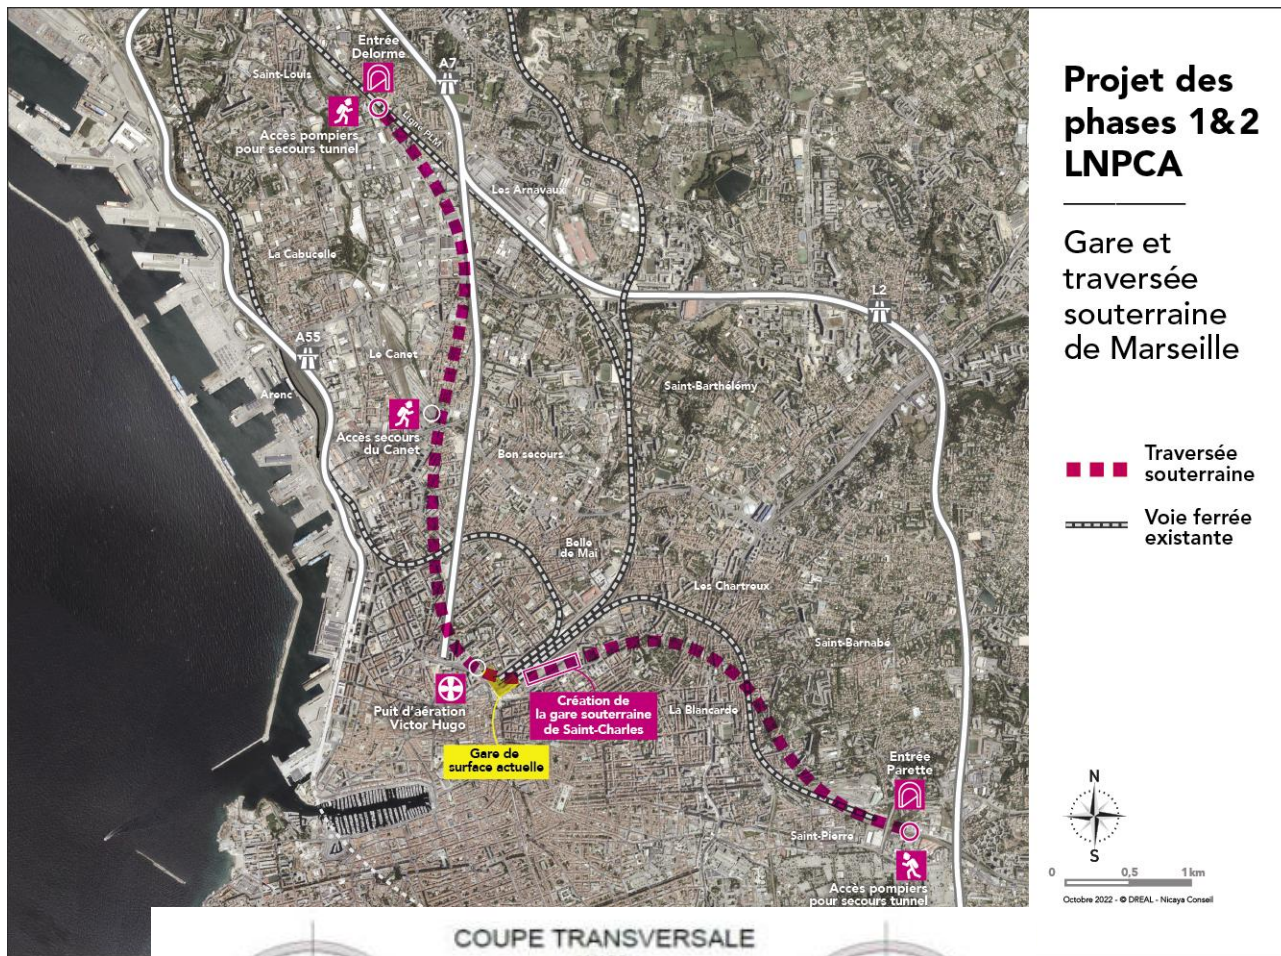 Entrée
Delorme
A7
Saint-Louis
Accès pompiers
pour secours tunnel
Ligne PLM
Les Arnavaux
La Cabucelle
L2
A55
Le Canet
Arenc
Saint-Barthélémy
Accès secours
du Canet
Bon secours
Belle
de Mai
Les Chartreux
Saint-Barnabé
Puit d'aération
Victor Hugo
Création de
la gare souterraine
de Saint-Charles
La Blancarde
Gare de
surface actuelle
Entrée
Parette
Saint-Pierre
Accès pompiers
pour secours tunnel
Projet des
phases 1&2
LNPCA
Gare et
traversée
souterraine
de Marseille
Traversée
souterraine
Voie ferrée
existante
N
S
0 0,5 1km
Octobre 2022 - © DREAL - Nicaya Conseil
COUPE TRANSVERSALE